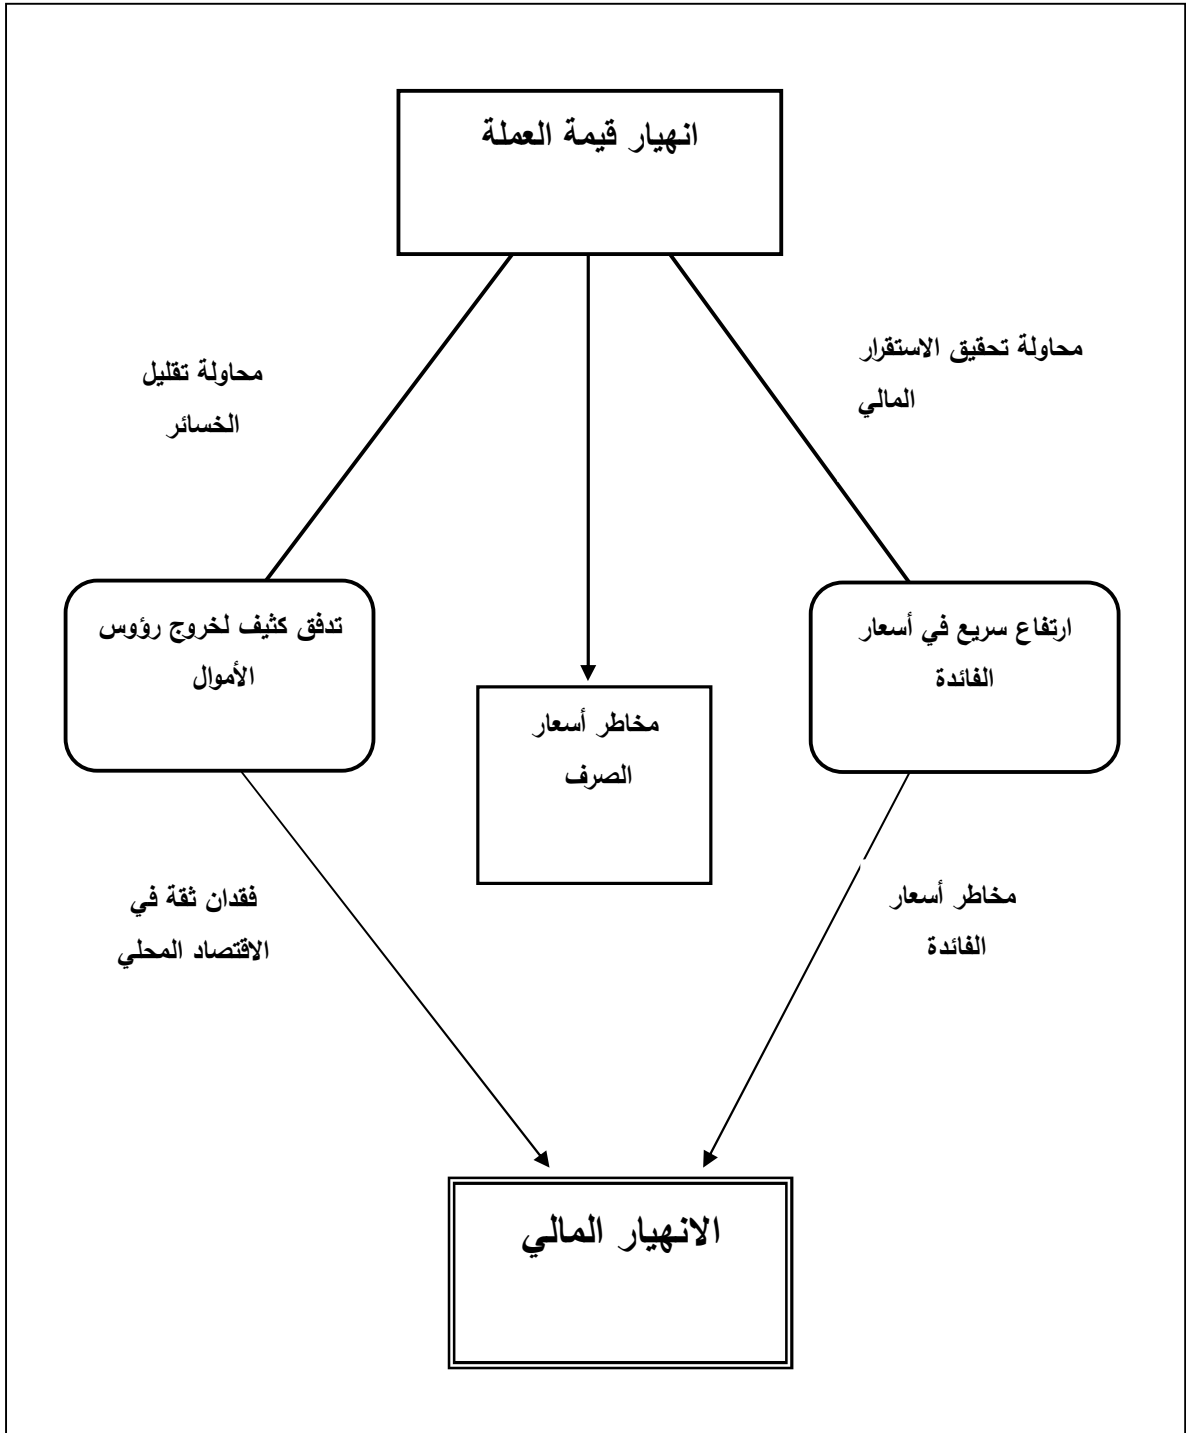 انهيار قيمة العملة
محاولة تحقيق الاستقرار
المالي
محاولة تقليل
الخسائر
ارتفاع سريع في أسعار
الفائدة
تدفق كثيف لخروج رؤوس
الأموال
مخاطر أسعار
الصرف
مخاطر أسعار
الفائدة
فقدان ثقة في
الاقتصاد المحلي
الانهيار المالي